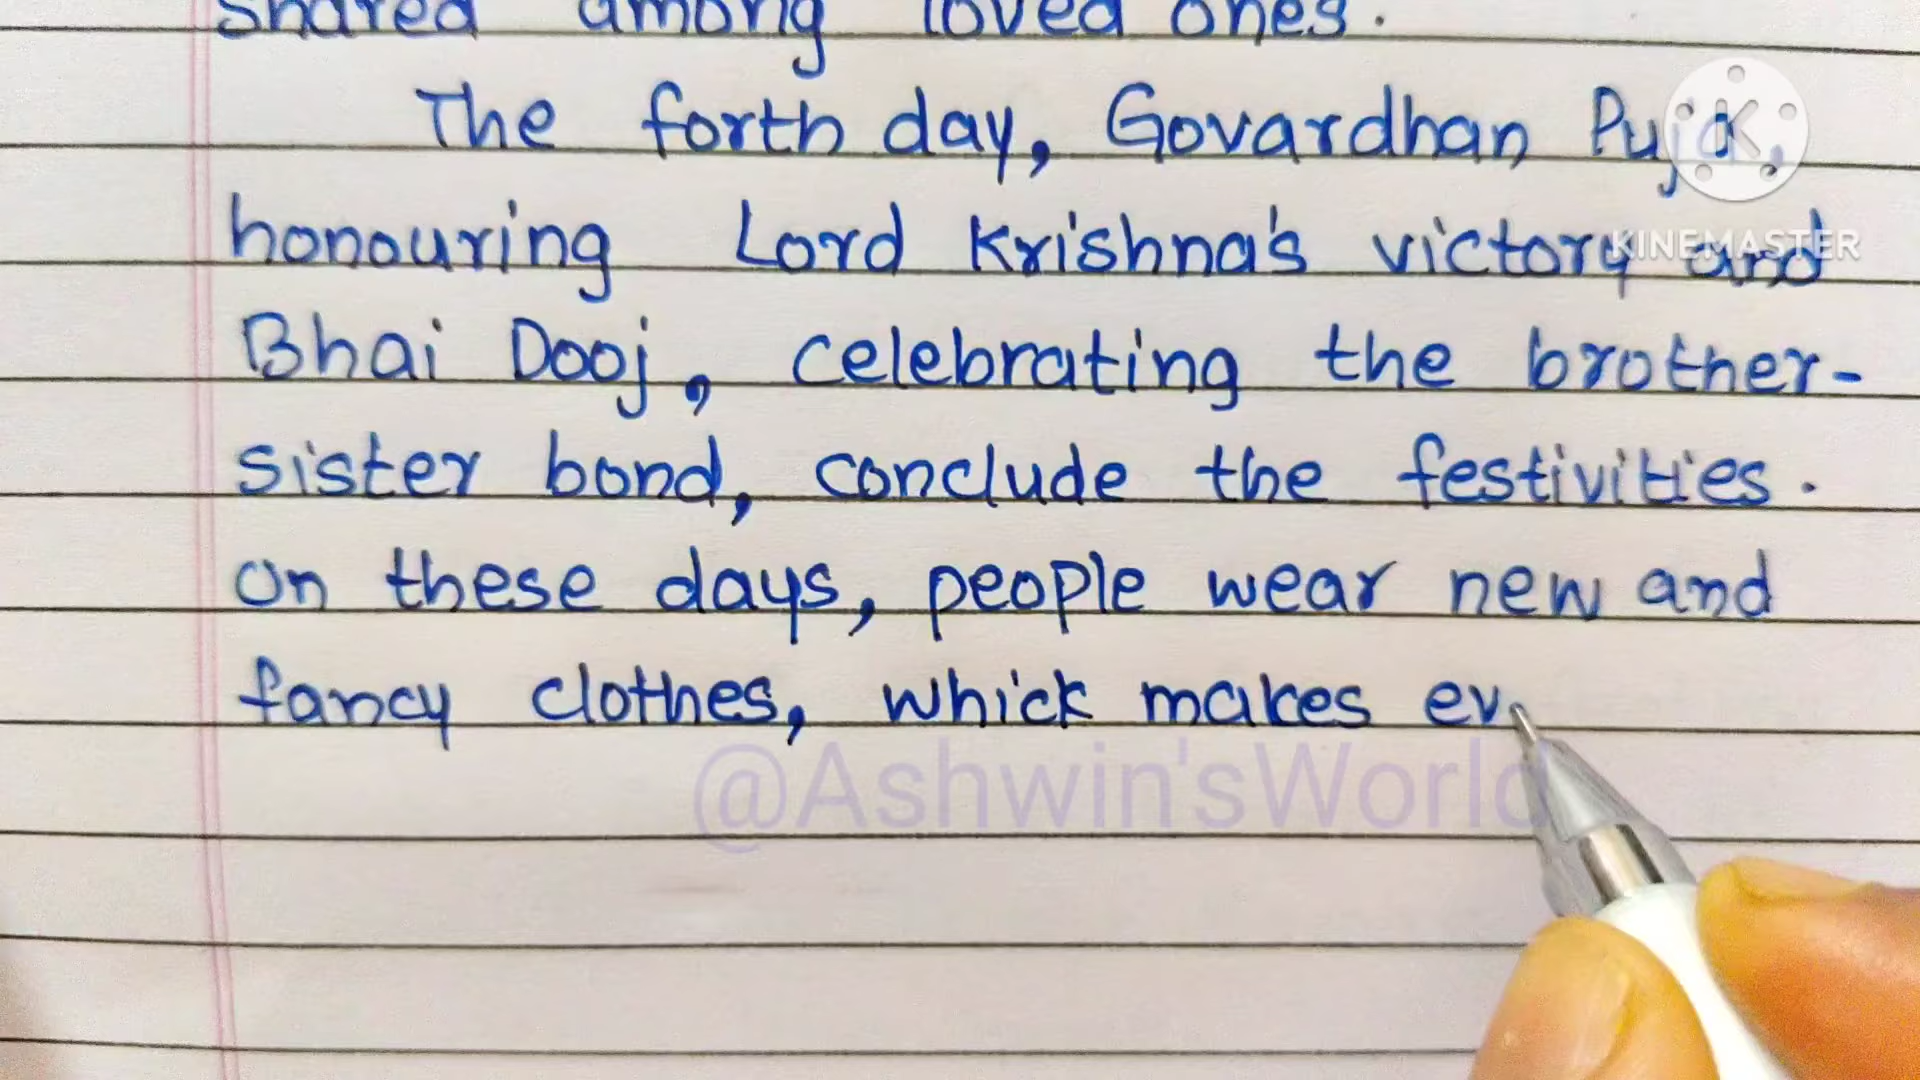 shared among loved ones.
The forth day, Govardhan Puja,
honouring Lord Krishna's victory and
Bhai Dooj, celebrating the brother-
sister bond, conclude the festivities.
On these days, people wear new and
fancy clothes, whick makes ev
K
KINEMASTER
@Ashwin'sWorld